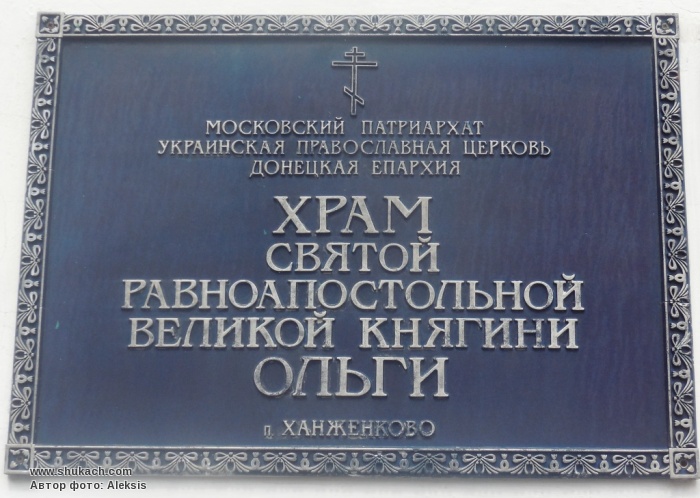 МОСКОВСКИЙ ПАТРИАРХАТ
УКРАИНСКАЯ ПРАВОСЛАВНАЯ ЦЕРКОВЬ
ДОНЕЦКАЯ ЕПАРХИЯ
ХРАМ
СВЯТОЙ
РАВНОАПОСТОЛЬНОЙ
ВЕЛИКОЙ КНЯГИНИ
ОЛЬГИ
п. ХАНЖЕНКОВО
www.shukach.com
Автор фото: Aleksis